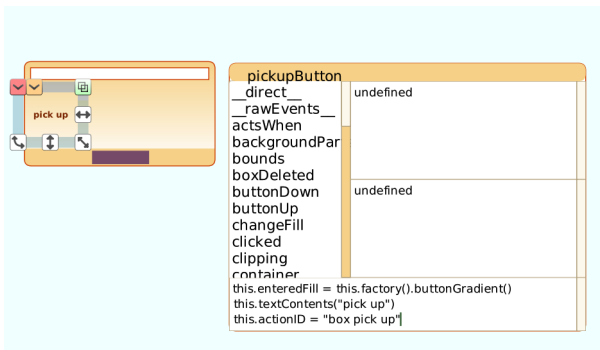 pick up
pickupButton
__direct__
__rawEvents__
actsWhen
backgroundPar
bounds
boxDeleted
buttonDown
buttonUp
changeFill
clicked
clipping
container
undefined
undefined
this.enteredFill = this.factory().buttonGradient()
this.textContents("pick up")
this.actionID = "box pick up"